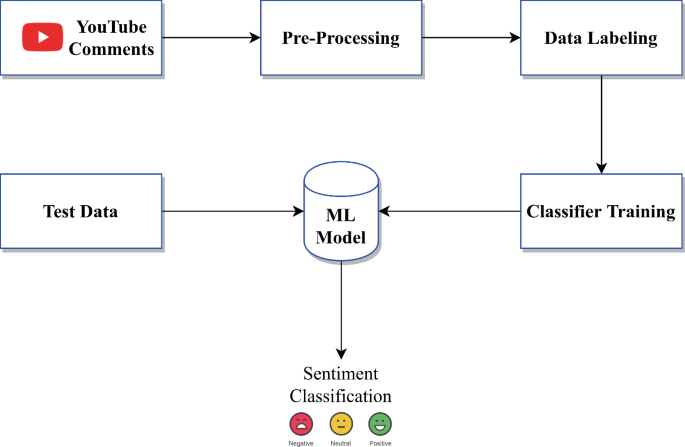 YouTube
Comments
Pre-Processing
Data Labeling
Test Data
ML
Model
Classifier Training
Sentiment
Classification
Negative
Neutral
Positive